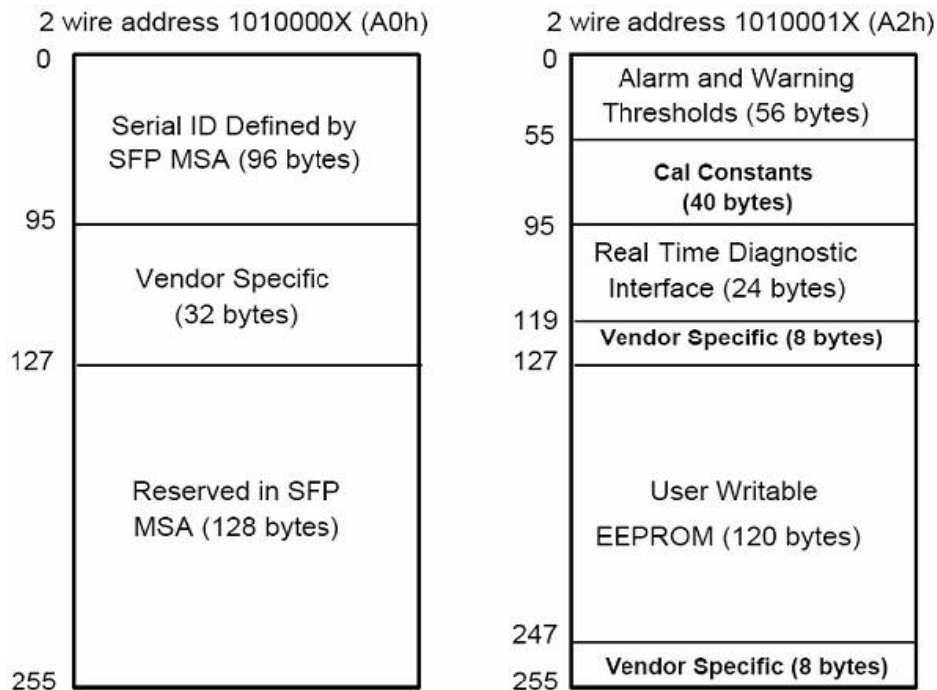 2 wire address 1010000X (A0h)
0
Serial ID Defined by
SFP MSA (96 bytes)
95
Vendor Specific
(32 bytes)
127
Reserved in SFP
MSA (128 bytes)
255
2 wire address 1010001X (A2h)
0
Alarm and Warning
Thresholds (56 bytes)
55
Cal Constants
(40 bytes)
95
Real Time Diagnostic
Interface (24 bytes)
119
Vendor Specific (8 bytes)
127
User Writable
EEPROM (120 bytes)
247
Vendor Specific (8 bytes)
255